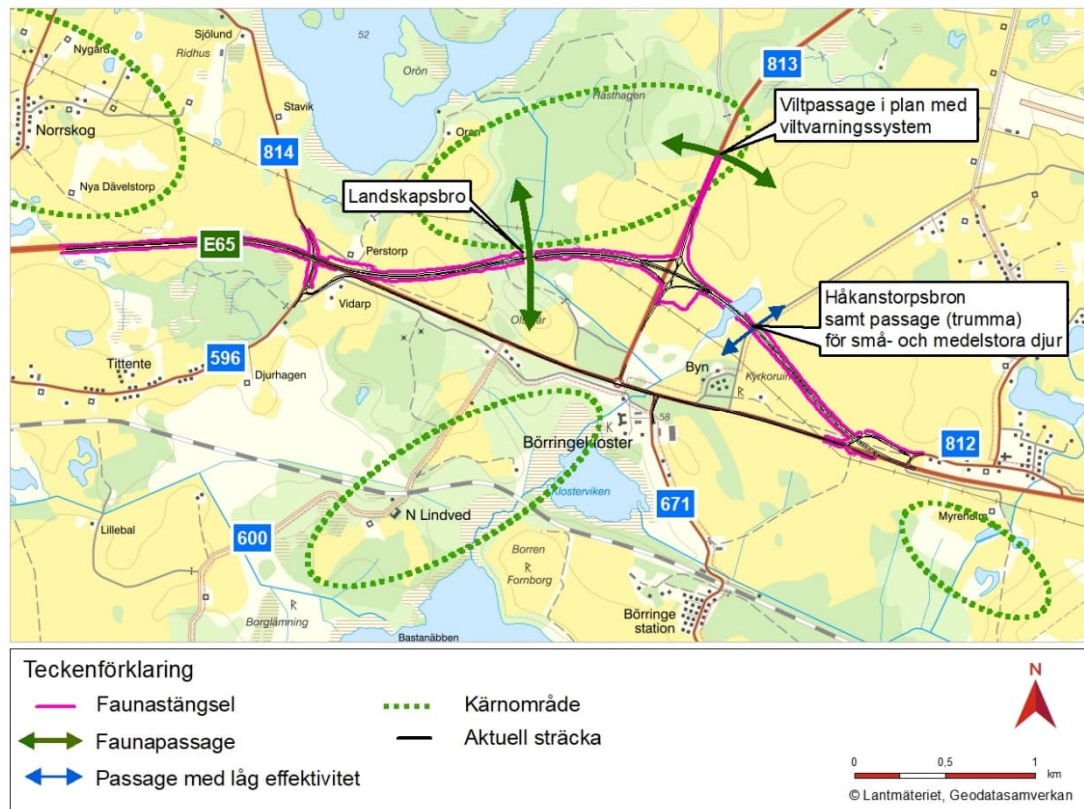 Nygård
Ridhus
Sjölund
52
Orön
813
Hästhagen
Viltpassage i plan med
viltvarningssystem
Stavik
Norrskog
Oran
814
Nya Dävelstorp
Landskapsbro
E65
Perstorp
Håkanstorpsbron
samt passage (trumma)
för små- och medelstora djur
Vidarp
596
Tittente
Djurhagen
Byn
R
Kyrkoruin
K
58
Börringekloster
812
Klosterviken
671
Lillebal
600
N Lindved
Myreholm
Borren
R
Fornborg
R
Borglämning
Börringe
station
Bastanäbben
Teckenförklaring
Faunastängsel
Kärnområde
Faunapassage
Aktuell sträcka
Passage med låg effektivitet
N
0 0,5 1
km
© Lantmäteriet, Geodatasamverkan